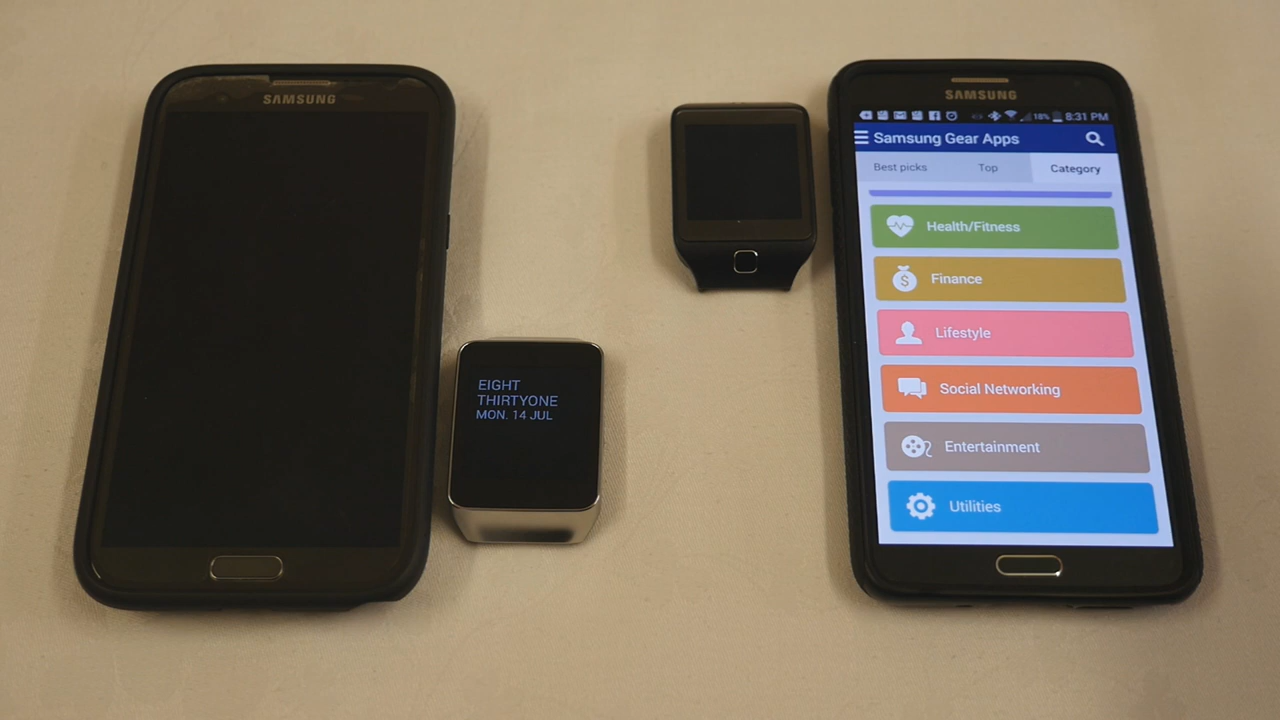 SAMSUNG
EIGHT
THIRTYONE
MON. 14 JUL
SAMSUNG
18% 8:31 PM
Samsung Gear Apps
Best picks Top Category
Health/Fitness
Finance
Lifestyle
Social Networking
Entertainment
Utilities